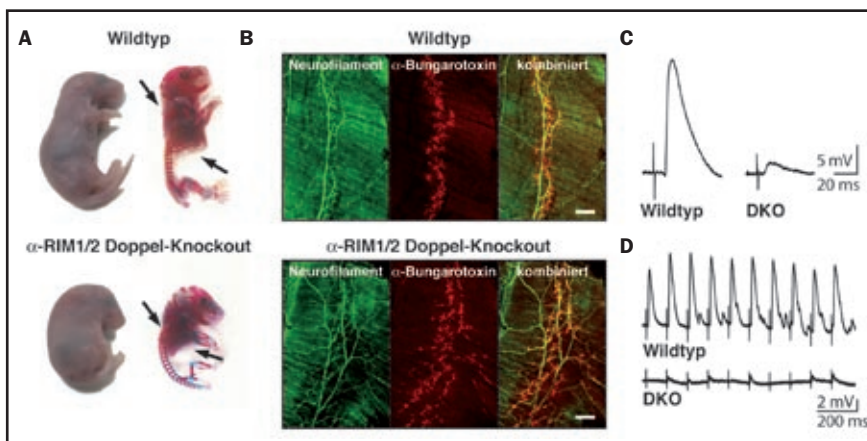 A
Wildtyp
α-RIM1/2 Doppel-Knockout
B
Wildtyp
Neurofilament α-Bungarotoxin kombiniert
α-RIM1/2 Doppel-Knockout
Neurofilament α-Bungarotoxin kombiniert
C
5 mV
20 ms
Wildtyp DKO
D
Wildtyp
DKO
2 mV
200 ms